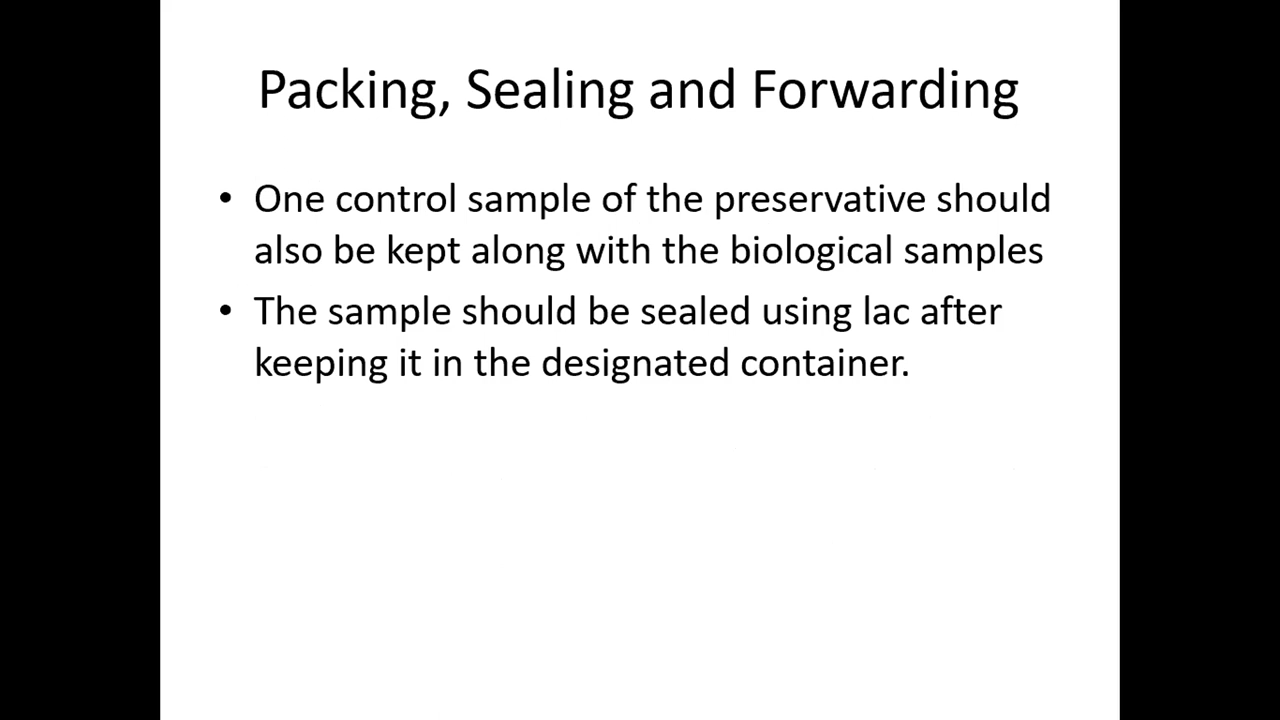 Packing, Sealing and Forwarding
• One control sample of the preservative should
also be kept along with the biological samples
• The sample should be sealed using lac after
keeping it in the designated container.